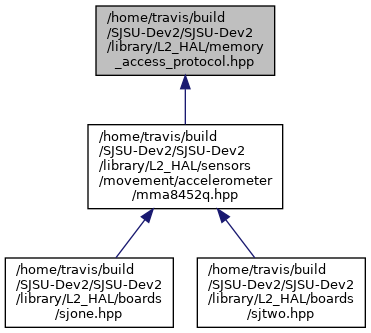 /home/travis/build
/SJSU-Dev2/SJSU-Dev2
/library/L2_HAL/memory
_access_protocol.hpp
/home/travis/build
/SJSU-Dev2/SJSU-Dev2
/library/L2_HAL/sensors
/movement/accelerometer
/mma8452q.hpp
/home/travis/build
/SJSU-Dev2/SJSU-Dev2
/library/L2_HAL/boards
/sjone.hpp
/home/travis/build
/SJSU-Dev2/SJSU-Dev2
/library/L2_HAL/boards
/sjtwo.hpp